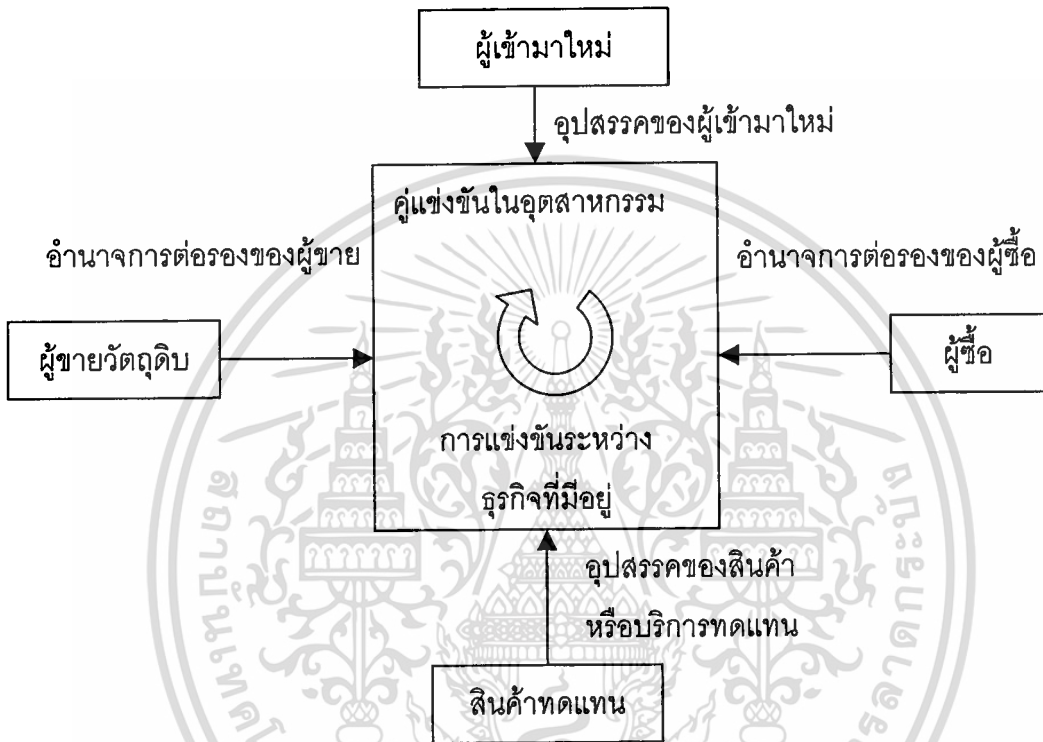 ผู้เข้ามาใหม่
อุปสรรคของผู้เข้ามาใหม่
คู่แข่งขันในอุตสาหกรรม
อำนาจการต่อรองของผู้ขาย
อำนาจการต่อรองของผู้ซื้อ
ผู้ขายวัตถุดิบ
ผู้ซื้อ
การแข่งขันระหว่าง
ธุรกิจที่มีอยู่
อุปสรรคของสินค้า
หรือบริการทดแทน
สินค้าทดแทน